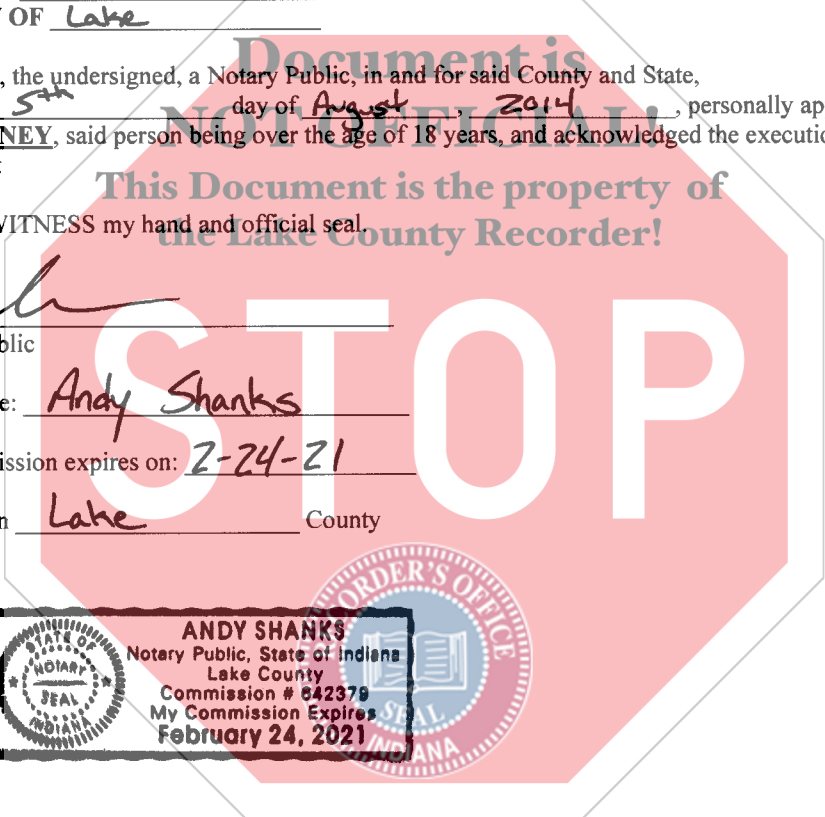 Y OF Lake
Document is
, the undersigned, a Notary Public, in and for said County and State,
5th day of August , 2014 , personally ap
NOT OFFICIAL!
NEY, said person being over the age of 18 years, and acknowledged the executio
This Document is the property of
WITNESS my hand and official seal.
the Lake County Recorder!
STOP
blic
e: Andy Shanks
ission expires on: 2-24-21
n Lake County
ORDER'S OFFICE
SEAL
INDIANA
STATE OF
NOTARY
SEAL
INDIANA
ANDY SHANKS
Notary Public, State of Indiana
Lake County
Commission # 642379
My Commission Expires
February 24, 2021